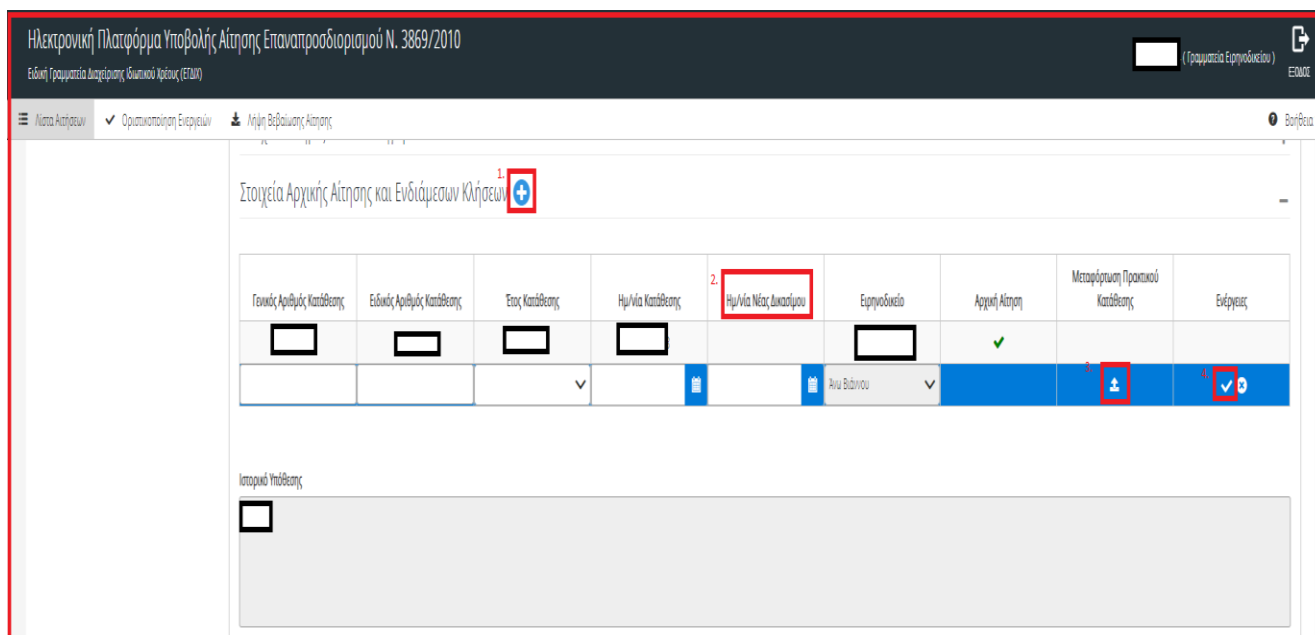 Ηλεκτρονική Πλατφόρμα Υποβολής Αίτησης Επαναπροσδιορισμού Ν. 3869/2010
Ειδική Γραμματεία Διαχείρισης Ιδιωτικού Χρέους (ΕΓΔΙΧ)
( Γραμματεία Ειρηνοδικείου )
ΕΞΟΔΟΣ
Λίστα Αιτήσεων Οριστικοποίηση Ενεργειών Λήψη Βεβαίωσης Αίτησης Βοήθεια
1.
Στοιχεία Αρχικής Αίτησης και Ενδιάμεσων Κλήσεων
2.
Γενικός Αριθμός Κατάθεσης Ειδικός Αριθμός Κατάθεσης Έτος Κατάθεσης Ημ/νία Κατάθεσης Ημ/νία Νέας Δικασίμου Ειρηνοδικείο Αρχική Αίτηση Μεταφόρτωση Πρακτικού Κατάθεσης Ενέργειες
Άνω Βιάννου
3.
4.
Ιστορικό Υπόθεσης